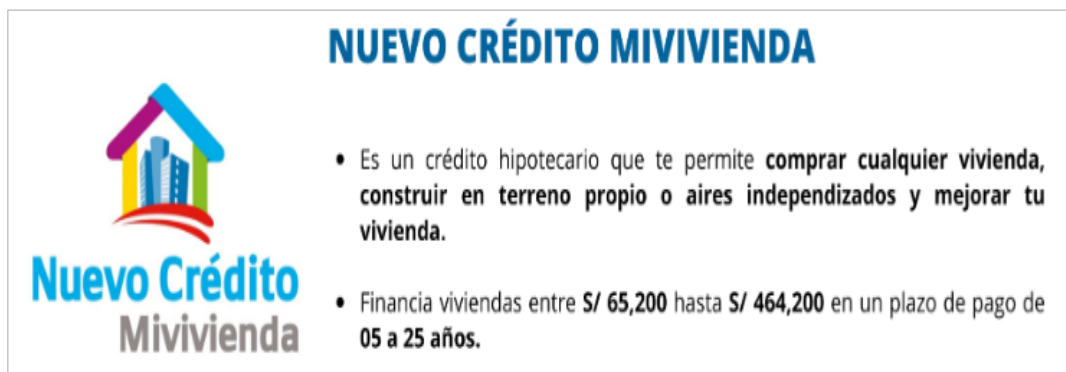 NUEVO CRÉDITO MIVIVIENDA
• Es un crédito hipotecario que te permite comprar cualquier vivienda,
construir en terreno propio o aires independizados y mejorar tu
vivienda.
Nuevo Crédito
Mivivienda
• Financia viviendas entre S/ 65,200 hasta S/ 464,200 en un plazo de pago de
05 a 25 años.